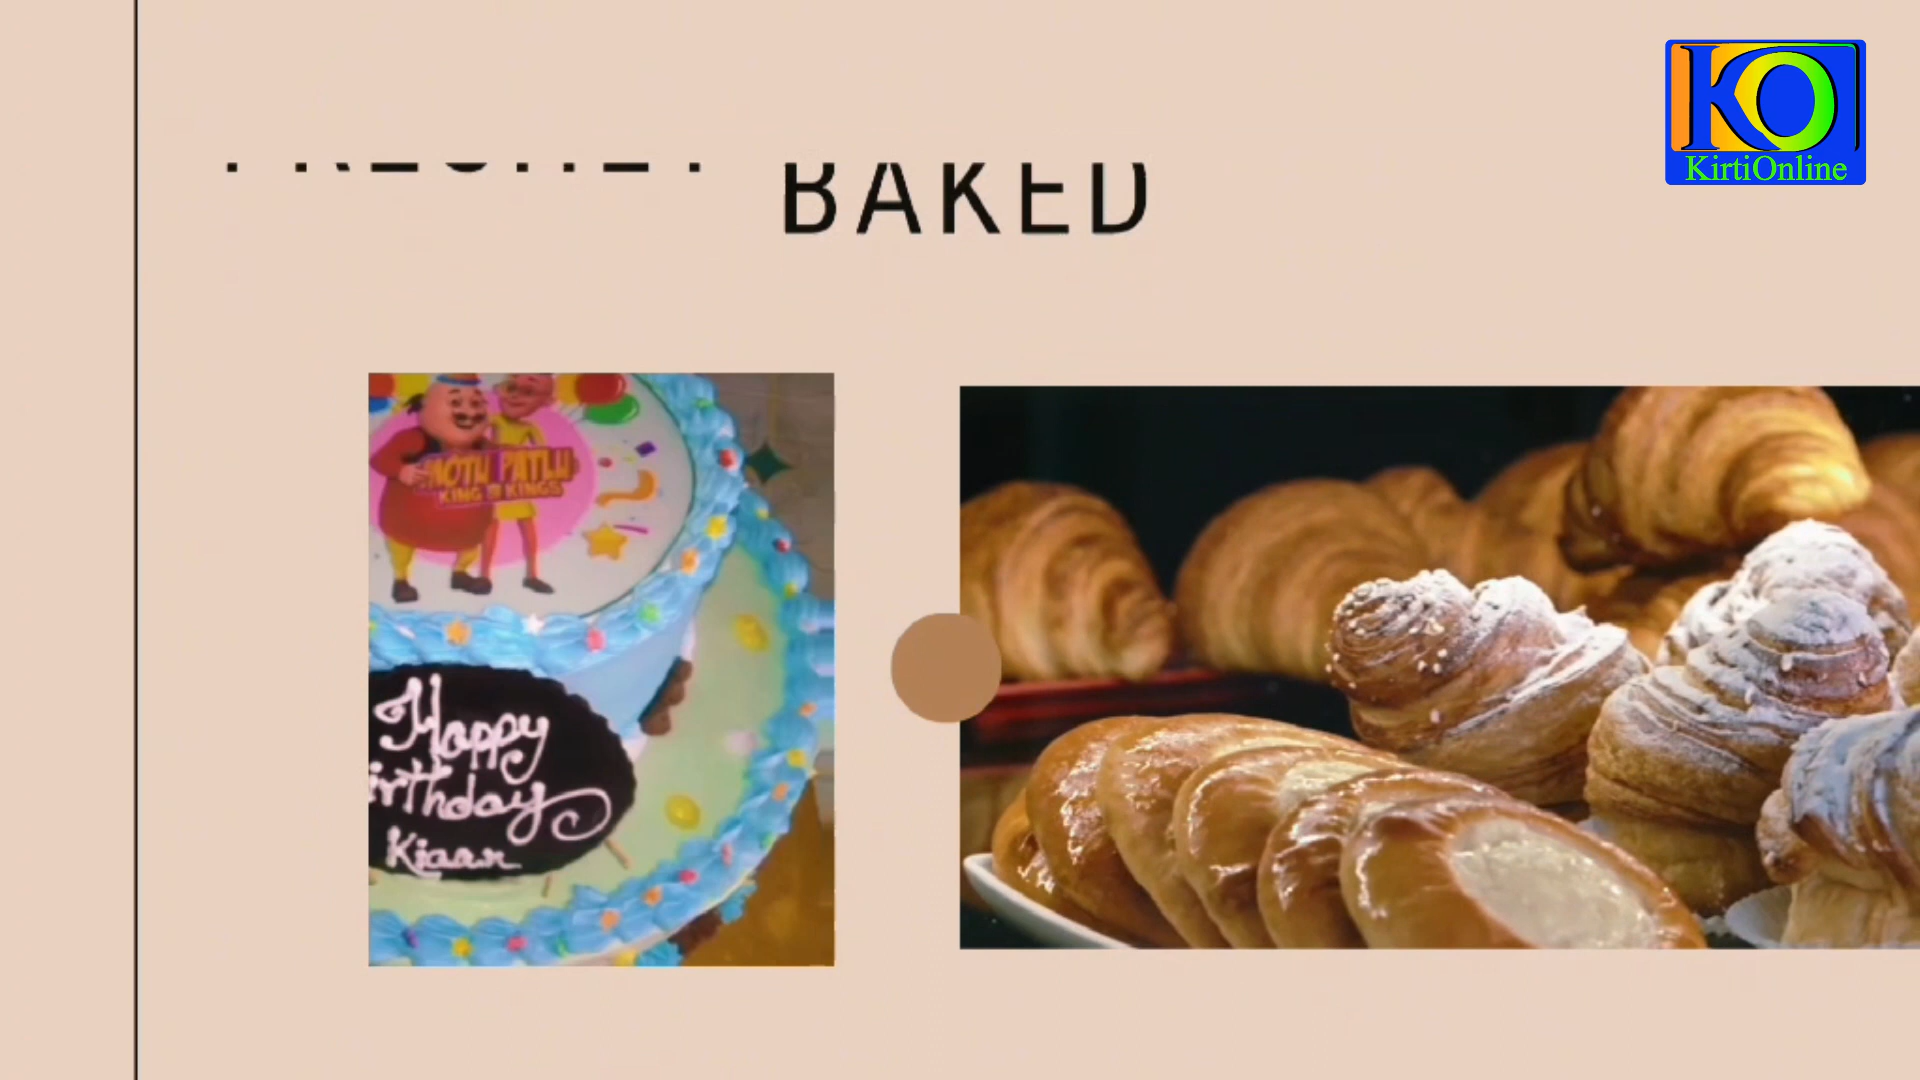 BAKED
KO
KirtiOnline
MOTU PATLU
KING OF KINGS
Happy
irthday
Kiaan